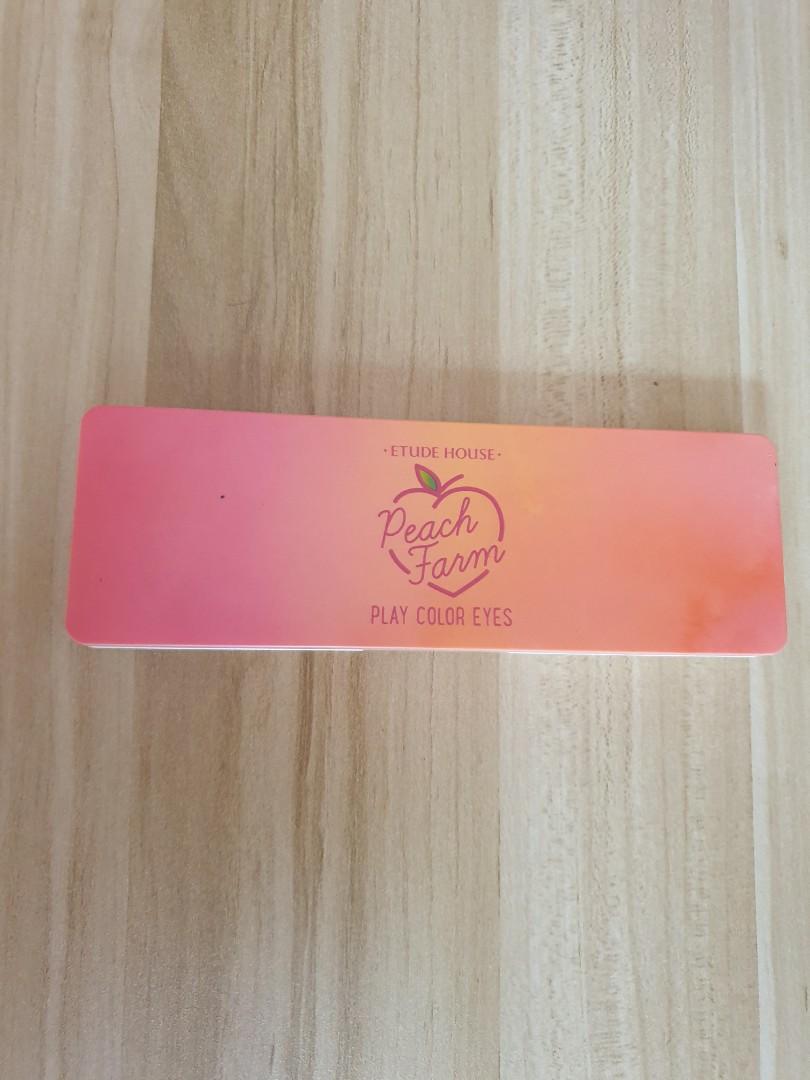 ·ETUDE HOUSE·
Peach
Farm
PLAY COLOR EYES